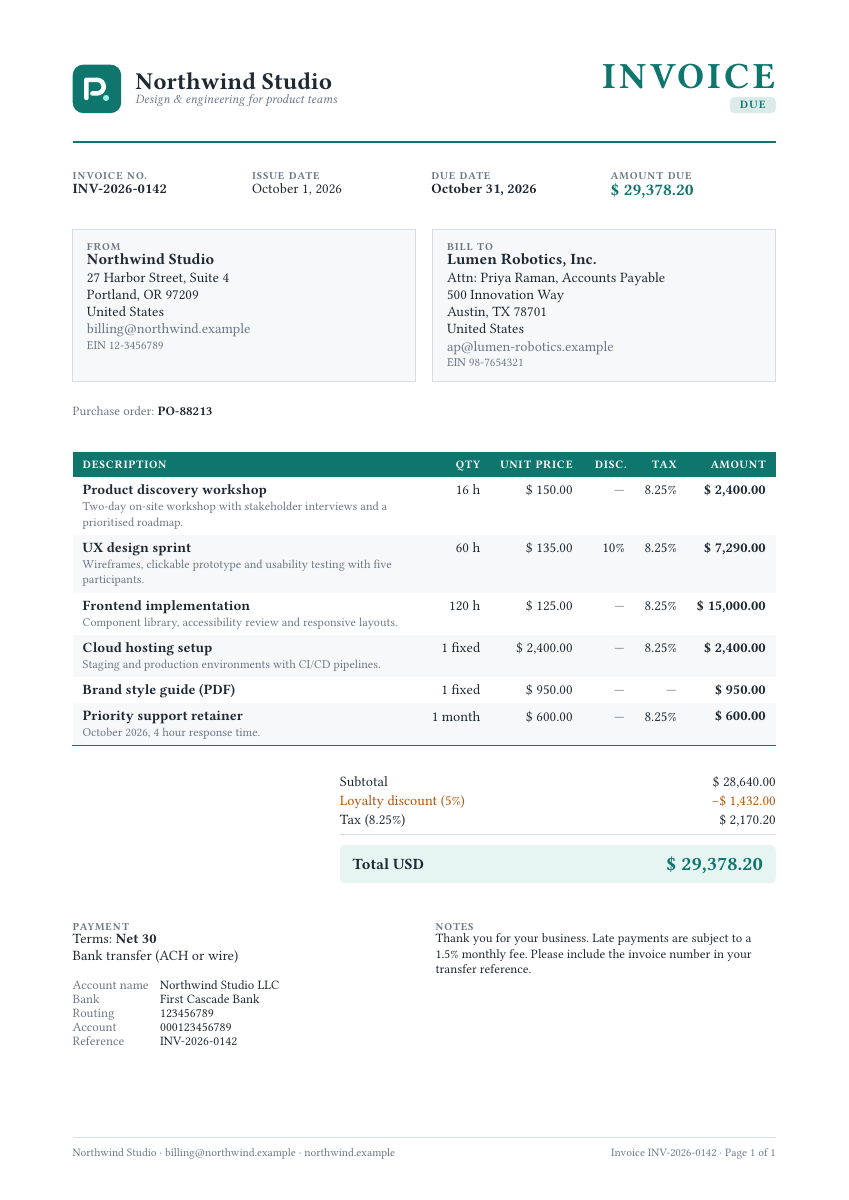 P.
Northwind Studio
Design & engineering for product teams
INVOICE
DUE
INVOICE NO.
INV-2026-0142
ISSUE DATE
October 1, 2026
DUE DATE
October 31, 2026
AMOUNT DUE
$ 29,378.20
FROM
Northwind Studio
27 Harbor Street, Suite 4
Portland, OR 97209
United States
billing@northwind.example
EIN 12-3456789
BILL TO
Lumen Robotics, Inc.
Attn: Priya Raman, Accounts Payable
500 Innovation Way
Austin, TX 78701
United States
ap@lumen-robotics.example
EIN 98-7654321
Purchase order: PO-88213
DESCRIPTION QTY UNIT PRICE DISC. TAX AMOUNT
Product discovery workshop 16 h $ 150.00 — 8.25% $ 2,400.00
Two-day on-site workshop with stakeholder interviews and a
prioritised roadmap.
UX design sprint 60 h $ 135.00 10% 8.25% $ 7,290.00
Wireframes, clickable prototype and usability testing with five
participants.
Frontend implementation 120 h $ 125.00 — 8.25% $ 15,000.00
Component library, accessibility review and responsive layouts.
Cloud hosting setup 1 fixed $ 2,400.00 — 8.25% $ 2,400.00
Staging and production environments with CI/CD pipelines.
Brand style guide (PDF) 1 fixed $ 950.00 — — $ 950.00
Priority support retainer 1 month $ 600.00 — 8.25% $ 600.00
October 2026, 4 hour response time.
Subtotal $ 28,640.00
Loyalty discount (5%) −$ 1,432.00
Tax (8.25%) $ 2,170.20
Total USD $ 29,378.20
PAYMENT
Terms: Net 30
Bank transfer (ACH or wire)
Account name Northwind Studio LLC
Bank First Cascade Bank
Routing 123456789
Account 000123456789
Reference INV-2026-0142
NOTES
Thank you for your business. Late payments are subject to a
1.5% monthly fee. Please include the invoice number in your
transfer reference.
Northwind Studio · billing@northwind.example · northwind.example
Invoice INV-2026-0142 · Page 1 of 1